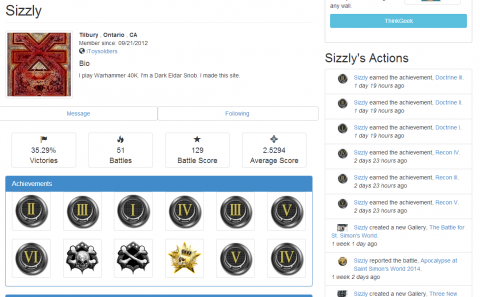 Sizzly
Tilbury , Ontario , CA
Member since: 09/21/2012
iToysoldiers
Bio
I play Warhammer 40K. I'm a Dark Eldar Snob. I made this site.
Message
Following
35.29%
Victories
51
Battles
129
Battle Score
2.5294
Average Score
Achievements
II
III
I
IV
III
V
VI
V
IV
any wall.
ThinkGeek
Sizzly's Actions
Sizzly earned the achievement, Doctrine III.
1 day 19 hours ago
Sizzly earned the achievement, Doctrine II.
1 day 19 hours ago
Sizzly earned the achievement, Doctrine I.
1 day 19 hours ago
Sizzly earned the achievement, Recon IV.
2 days 23 hours ago
Sizzly earned the achievement, Recon III.
2 days 23 hours ago
Sizzly earned the achievement, Recon V.
2 days 23 hours ago
Sizzly created a new Gallery, The Battle for
St. Simon's World.
1 week 1 day ago
Sizzly reported the battle, Apocalypse at
Saint Simon's World 2014.
1 week 2 days ago
Sizzly created a new Gallery, Three New